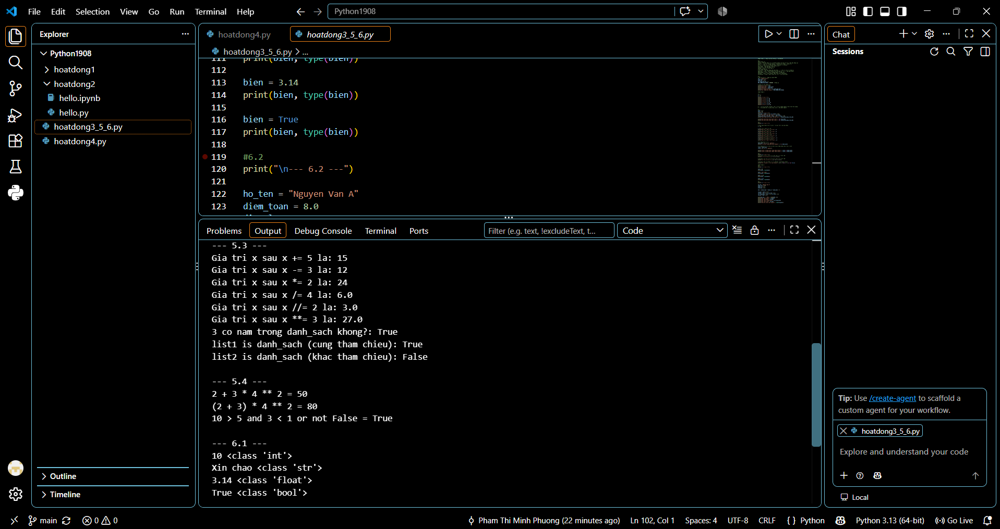 File Edit Selection View Go Run Terminal Help
Python1908
Explorer
Python1908
hoatdong1
hoatdong2
hello.ipynb
hello.py
hoatdong3_5_6.py
hoatdong4.py
Outline
Timeline
hoatdong4.py
hoatdong3_5_6.py
hoatdong3_5_6.py > ...
111 print(bien, type(bien))
112
113 bien = 3.14
114 print(bien, type(bien))
115
116 bien = True
117 print(bien, type(bien))
118
119 #6.2
120 print("\n--- 6.2 ---")
121
122 ho_ten = "Nguyen Van A"
123 diem_toan = 8.0
Problems Output Debug Console Terminal Ports
Filter (e.g. text, !excludeText, t...
Code
--- 5.3 ---
Gia tri x sau x += 5 la: 15
Gia tri x sau x -= 3 la: 12
Gia tri x sau x *= 2 la: 24
Gia tri x sau x /= 4 la: 6.0
Gia tri x sau x //= 2 la: 3.0
Gia tri x sau x **= 3 la: 27.0
3 co nam trong danh_sach khong?: True
list1 is danh_sach (cung tham chieu): True
list2 is danh_sach (khac tham chieu): False
--- 5.4 ---
2 + 3 * 4 ** 2 = 50
(2 + 3) * 4 ** 2 = 80
10 > 5 and 3 < 1 or not False = True
--- 6.1 ---
10 <class 'int'>
Xin chao <class 'str'>
3.14 <class 'float'>
True <class 'bool'>
Chat
Sessions
Tip: Use /create-agent to scaffold a
custom agent for your workflow.
hoatdong3_5_6.py
Explore and understand your code
Local
main
0 0
Pham Thi Minh Phuong (22 minutes ago)
Ln 102, Col 1
Spaces: 4
UTF-8
CRLF
{ } Python
Python 3.13 (64-bit)
Go Live